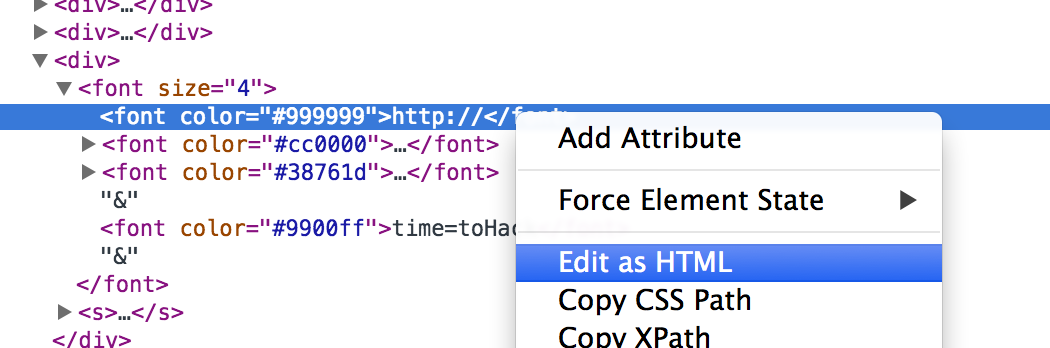 <div>…</div>
<div>…</div>
<div>
<font size="4">
<font color="#999999">http://</font>
Add Attribute
<font color="#cc0000">…</font>
<font color="#38761d">…</font>
"&"
Force Element State
<font color="#9900ff">time=toHac
"&"
Edit as HTML
</font>
Copy CSS Path
<s>…</s>
Copy XPath
</div>